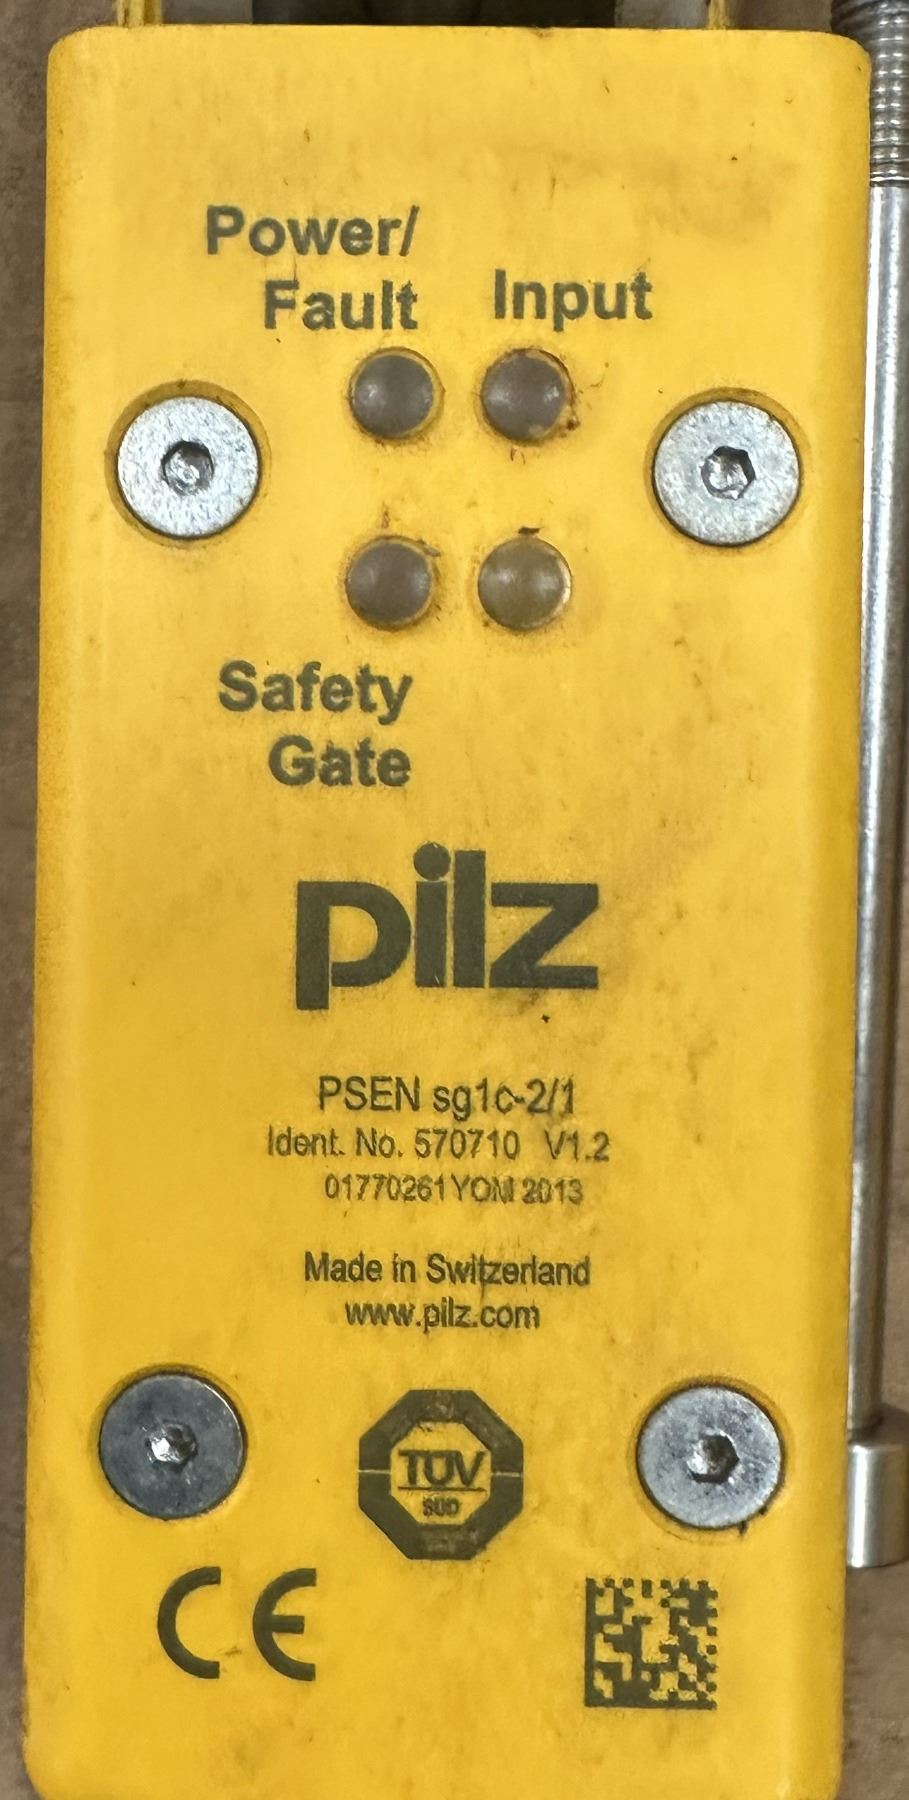 Power/
Fault
Input
Safety
Gate
pilz
PSEN sg1c-2/1
Ident. No. 570710 V1.2
01770261 YOM 2013
Made in Switzerland
www.pilz.com
TÜV
SÜD
CE